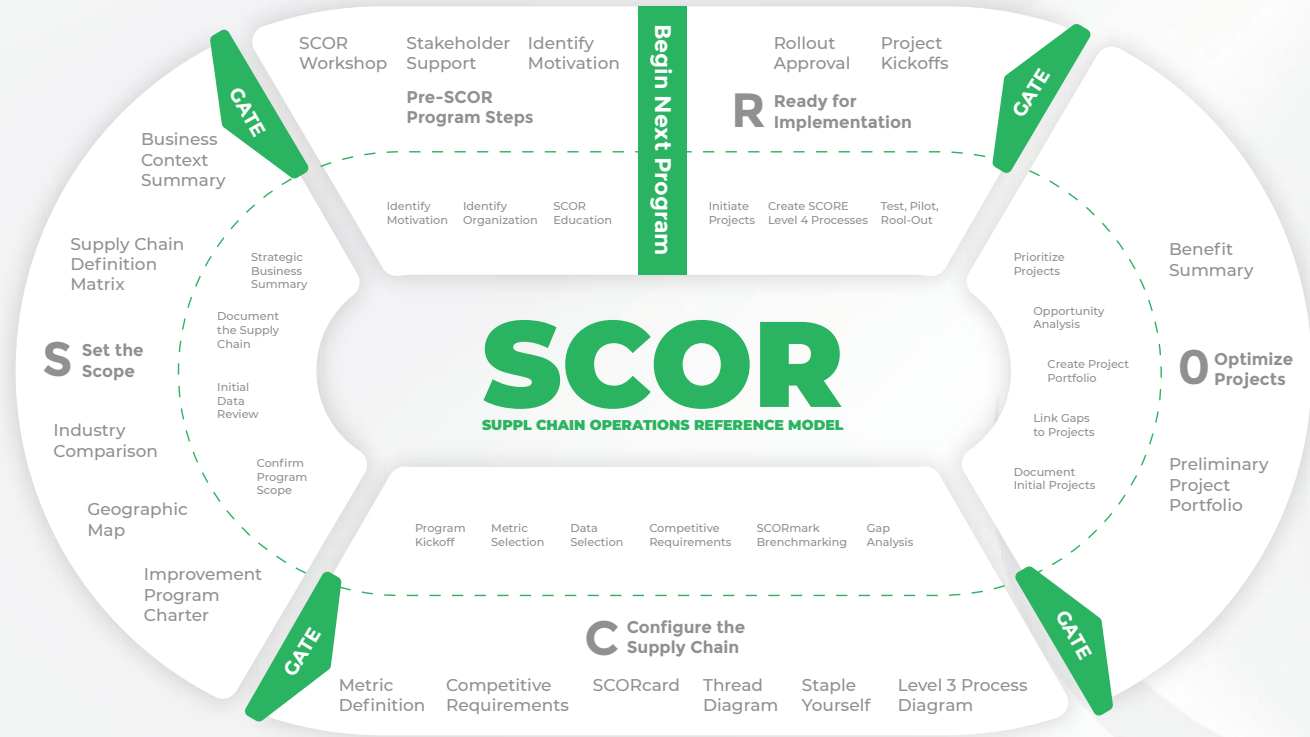 SCOR
Workshop
Stakeholder
Support
Identify
Motivation
Pre-SCOR
Program Steps
Identify
Motivation
Identify
Organization
SCOR
Education
Begin Next Program
Rollout
Approval
Project
Kickoffs
R
Ready for
Implementation
Initiate
Projects
Create SCORE
Level 4 Processes
Test, Pilot,
Rool-Out
GATE
GATE
Business
Context
Summary
Supply Chain
Definition
Matrix
S
Set the
Scope
Industry
Comparison
Geographic
Map
Improvement
Program
Charter
Strategic
Business
Summary
Document
the Supply
Chain
Initial
Data
Review
Confirm
Program
Scope
SCOR
SUPPL CHAIN OPERATIONS REFERENCE MODEL
Prioritize
Projects
Opportunity
Analysis
Create Project
Portfolio
Link Gaps
to Projects
Document
Initial Projects
Benefit
Summary
O
Optimize
Projects
Preliminary
Project
Portfolio
GATE
GATE
Program
Kickoff
Metric
Selection
Data
Selection
Competitive
Requirements
SCORmark
Brenchmarking
Gap
Analysis
C
Configure the
Supply Chain
Metric
Definition
Competitive
Requirements
SCORcard
Thread
Diagram
Staple
Yourself
Level 3 Process
Diagram